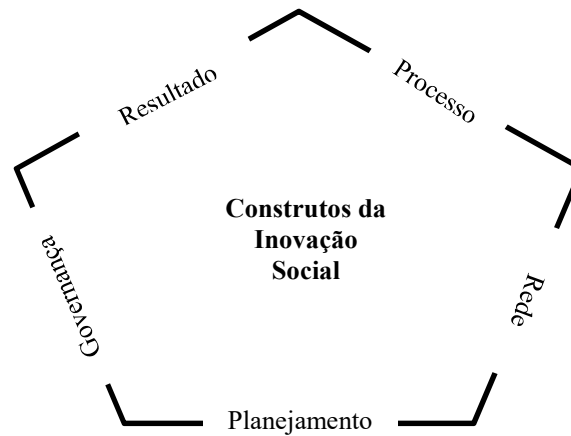 Resultado
Processo
Construtos da
Inovação
Social
Governança
Rede
Planejamento